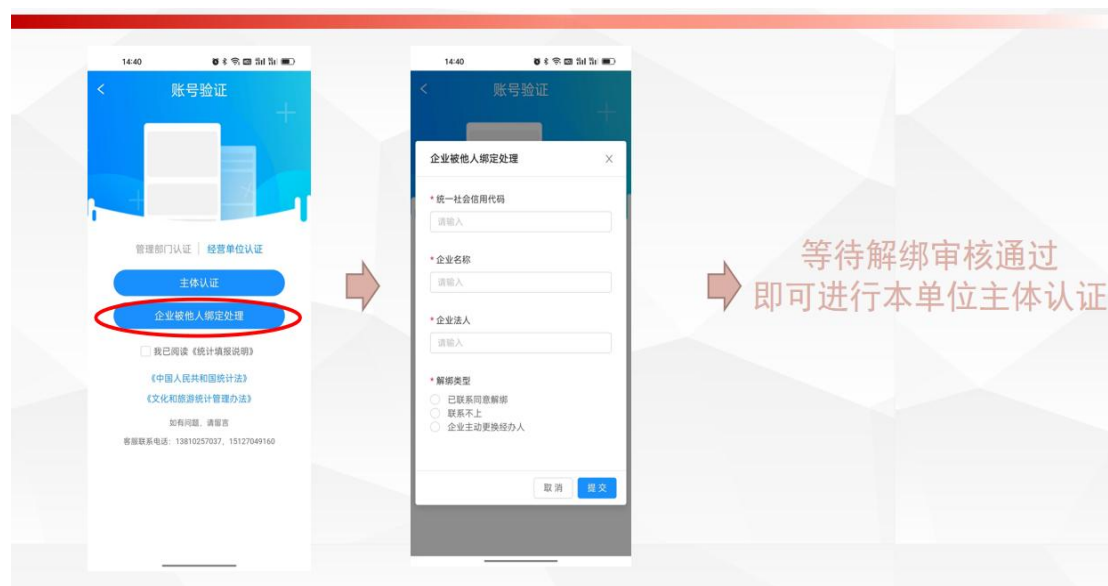 14:40
账号验证
管理部门认证 | 经营单位认证
主体认证
企业被他人绑定处理
我已阅读《统计填报说明》
《中国人民共和国统计法》
《文化和旅游统计管理办法》
如有问题，请留言
客服联系电话：13810257037，15127049160
14:40
账号验证
企业被他人绑定处理 X
* 统一社会信用代码
请输入
* 企业名称
请输入
* 企业法人
请输入
* 解绑类型
已联系同意解绑
联系不上
企业主动更换经办人
取消 提交
等待解绑审核通过
即可进行本单位主体认证